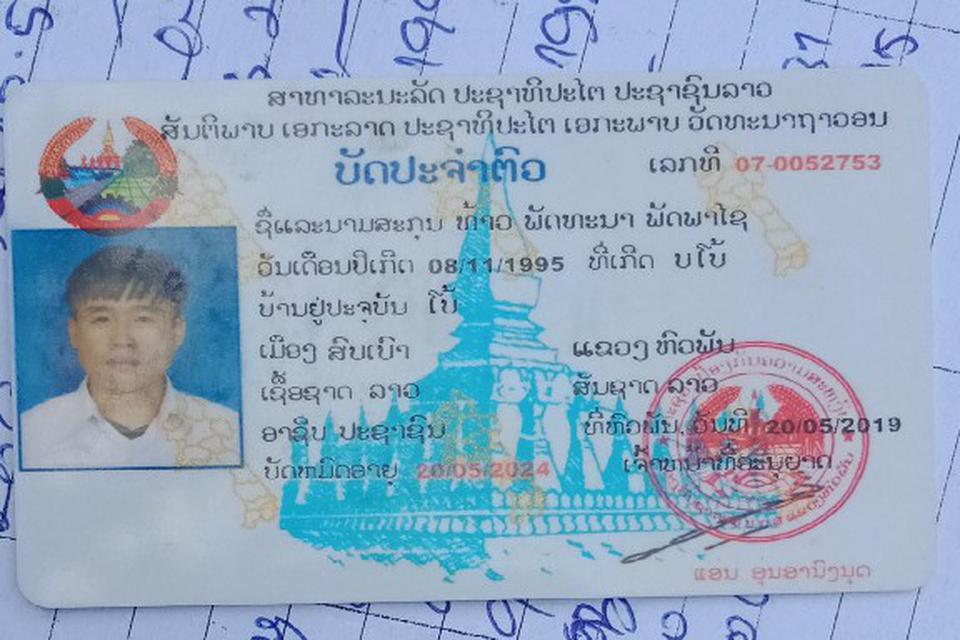 ສາທາລະນະລັດ ປະຊາທິປະໄຕ ປະຊາຊົນລາວ
ສັນຕິພາບ ເອກະລາດ ປະຊາທິປະໄຕ ເອກະພາບ ວັດທະນາຖາວອນ
ບັດປະຈຳຕົວ ເລກທີ 07-0052753
ຊື່ແລະນາມສະກຸນ ທ້າວ ພັດທະນາ ພັດພາໄຊ
ວັນເດືອນປີເກີດ 08/11/1995 ທີ່ເກີດ ບໂບ້
ບ້ານຢູ່ປະຈຸບັນ ໂບ້
ເມືອງ ສົບເບົາ ແຂວງ ຫົວພັນ
ເຊື້ອຊາດ ລາວ ສັນຊາດ ລາວ
ອາຊີບ ປະຊາຊົນ ທີ່ຫົວພັນ, ວັນທີ 20/05/2019
ບັດຫມົດອາຍຸ 20/05/2024 ເຈົ້າຫນ້າທີ່ອະນຸຍາດ
ແອນ ອຸນອານົງນຸດ